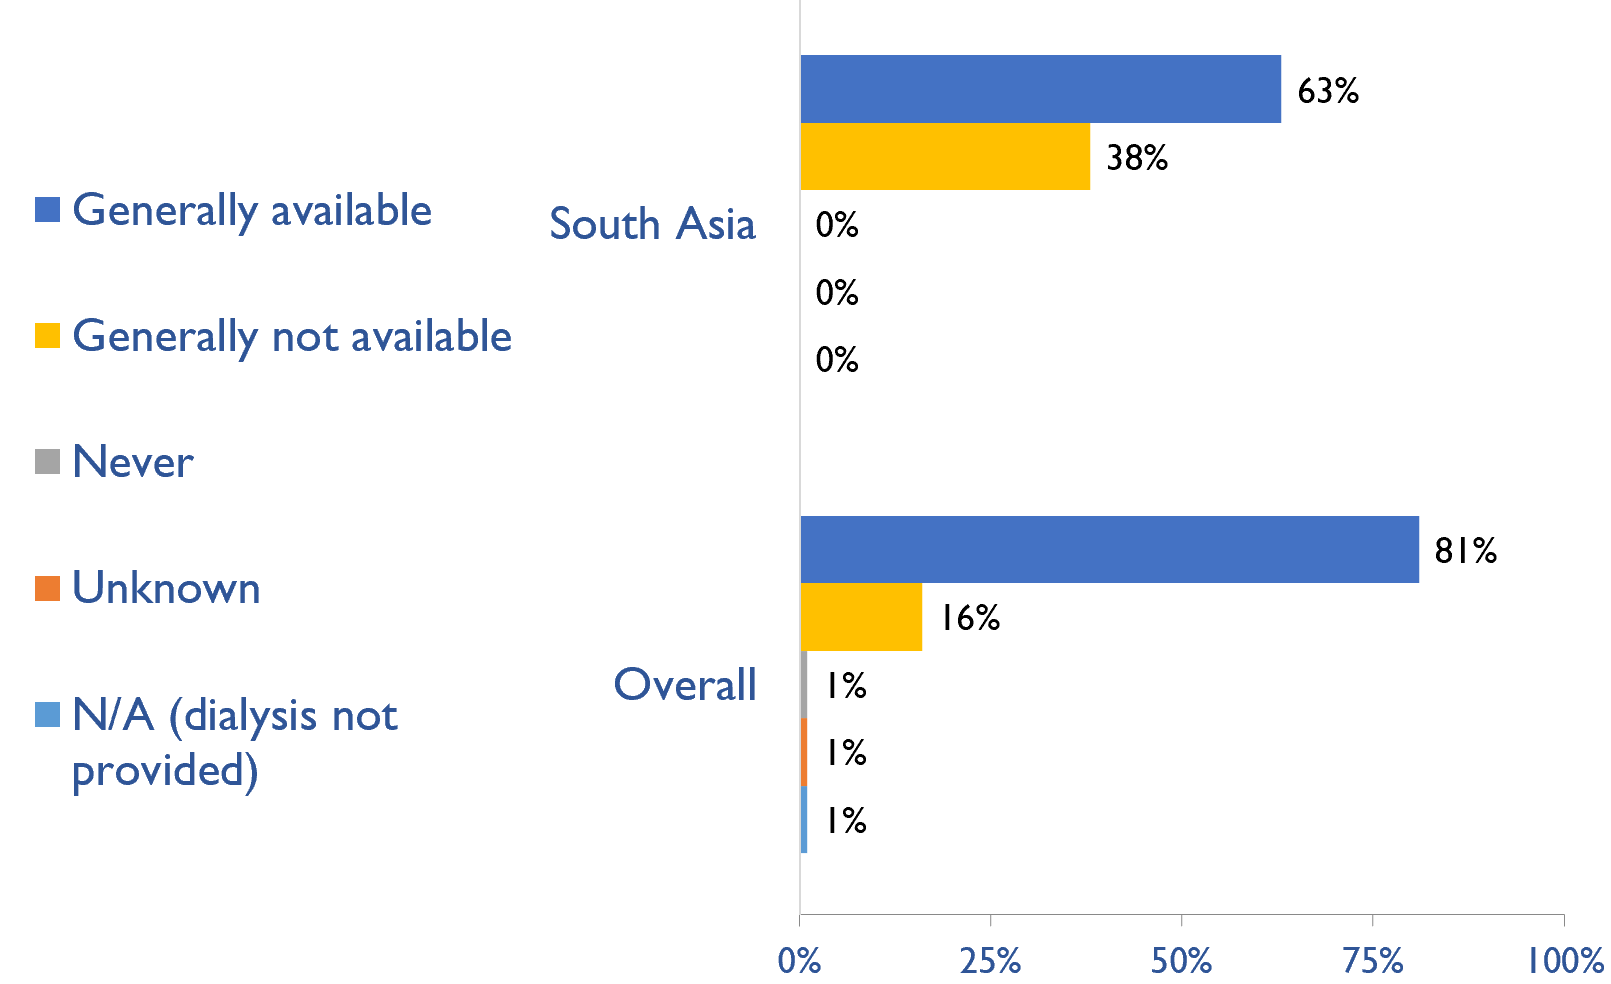 Generally available
Generally not available
Never
Unknown
N/A (dialysis not
provided)
South Asia
63%
38%
0%
0%
0%
Overall
81%
16%
1%
1%
1%
0% 25% 50% 75% 100%